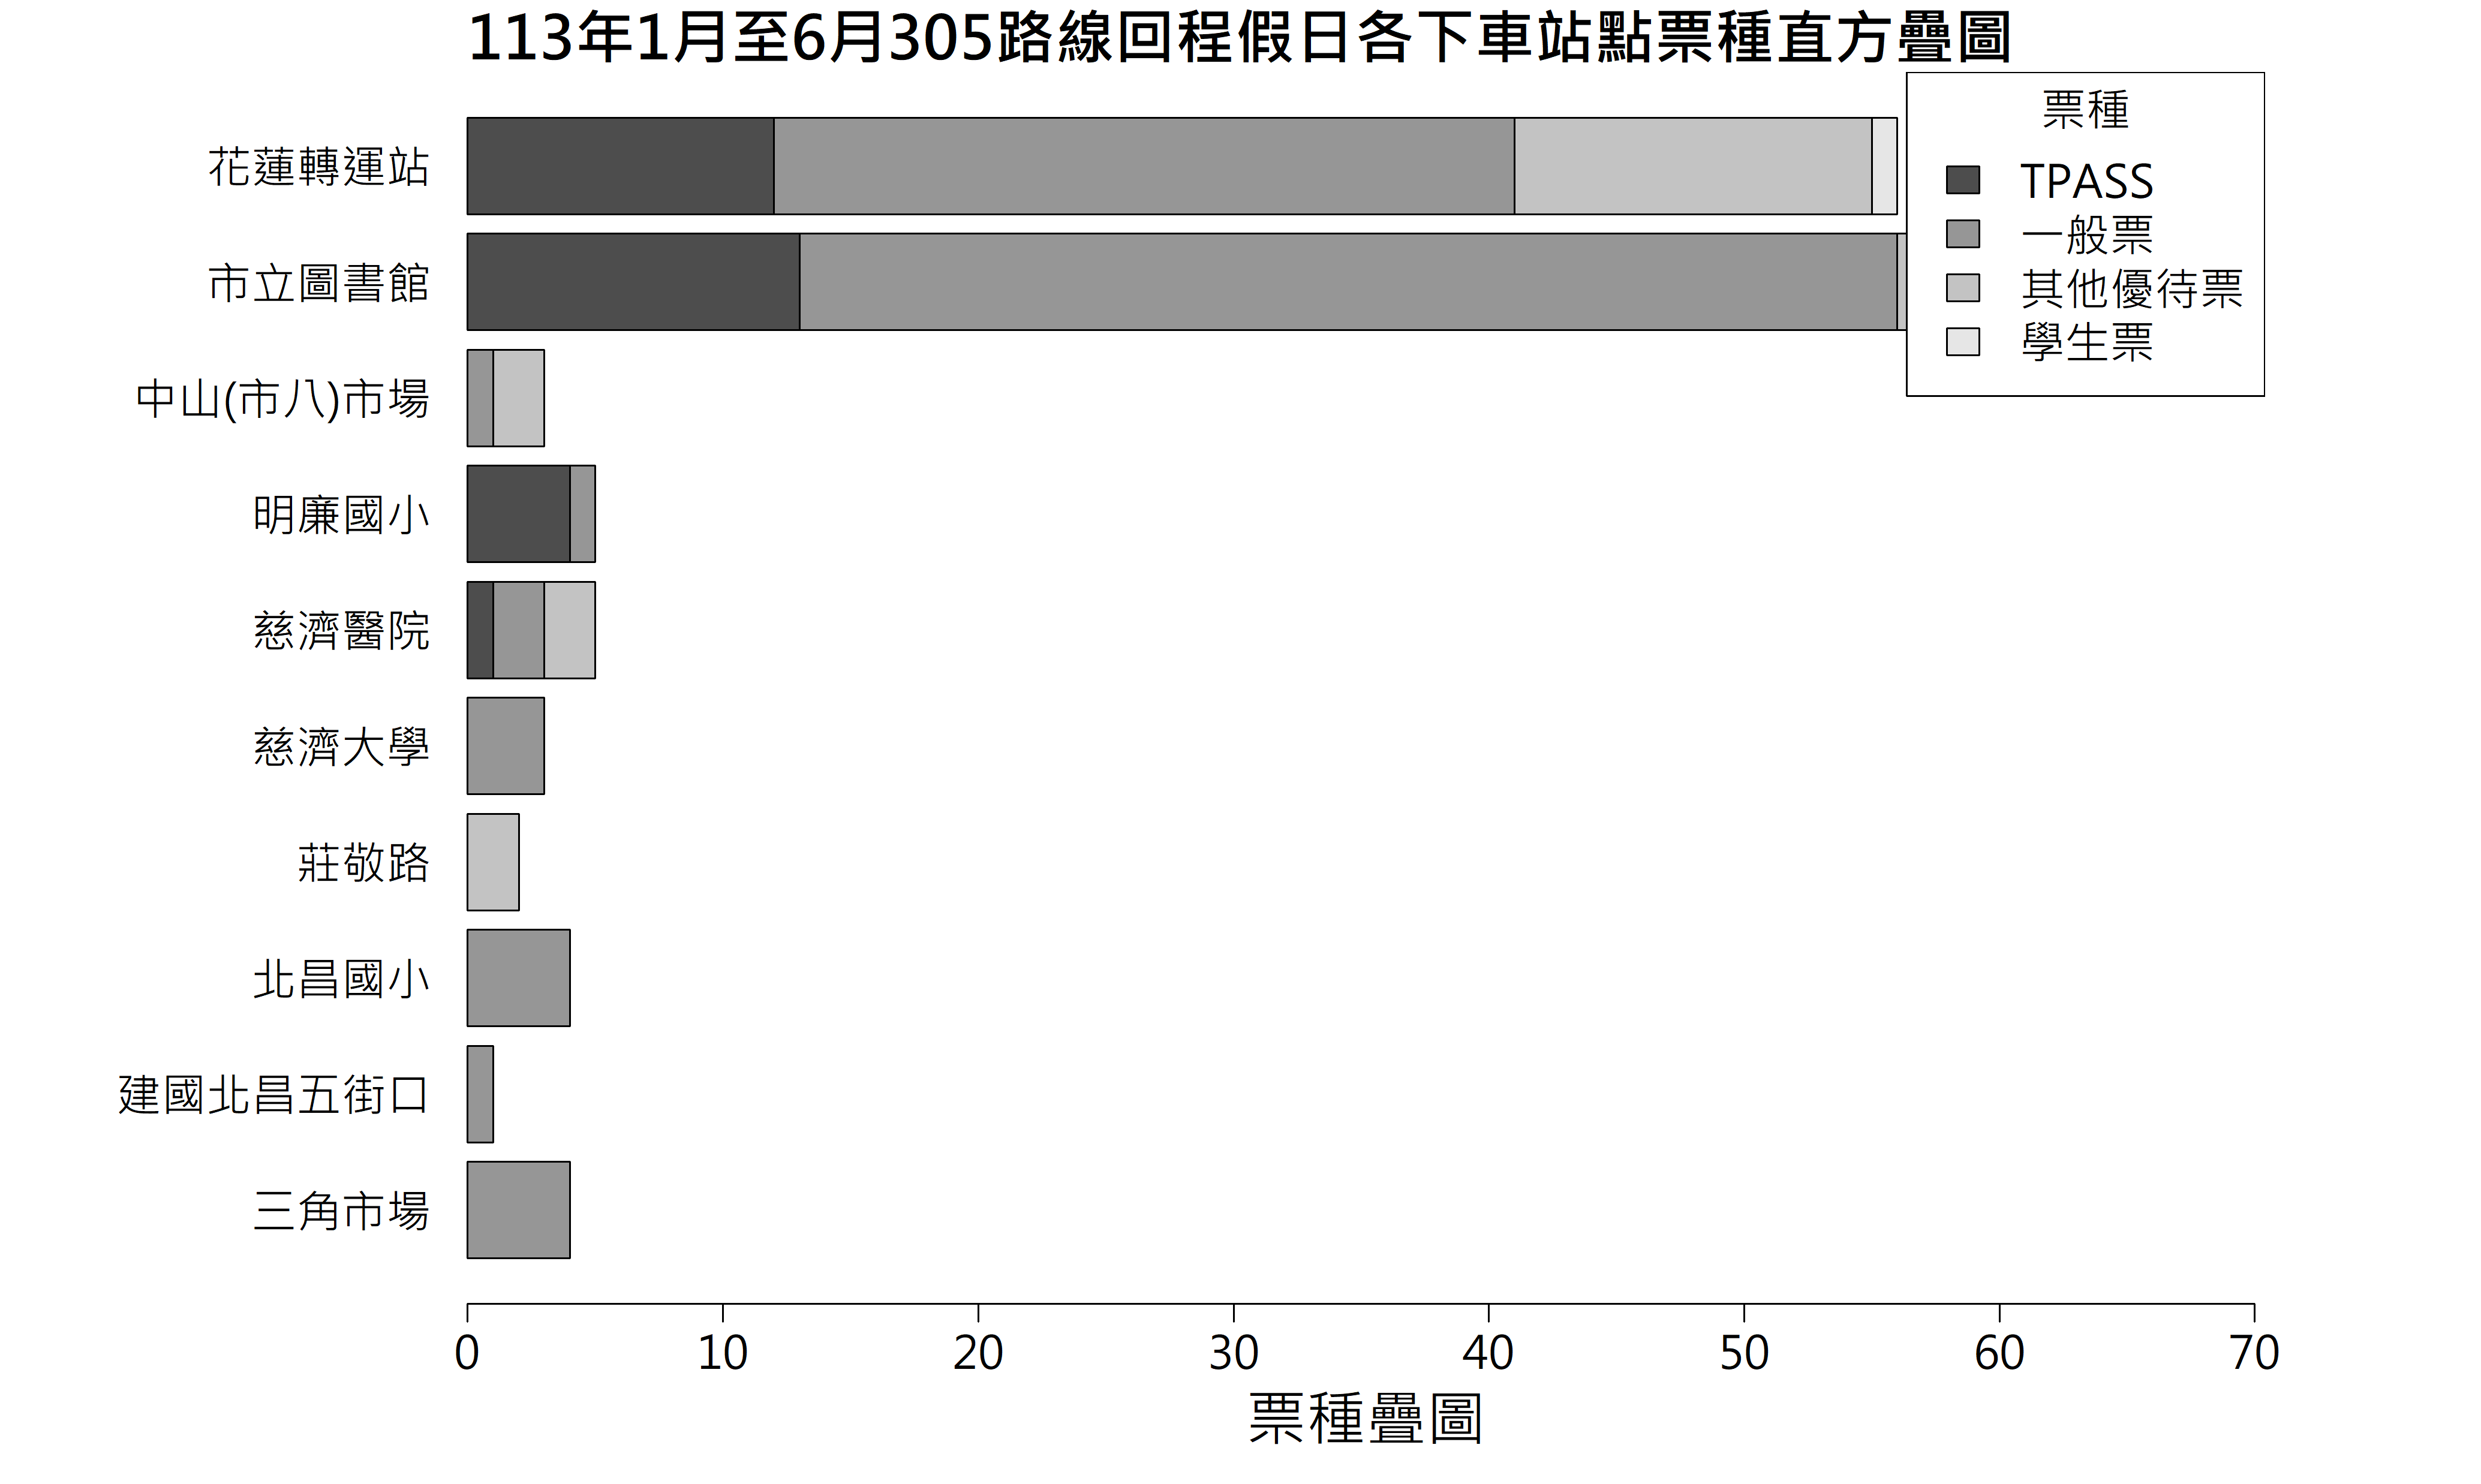 113年1月至6月305路線回程假日各下車站點票種直方疊圖
票種
TPASS
一般票
其他優待票
學生票
花蓮轉運站
市立圖書館
中山(市八)市場
明廉國小
慈濟醫院
慈濟大學
莊敬路
北昌國小
建國北昌五街口
三角市場
0 10 20 30 40 50 60 70
票種疊圖